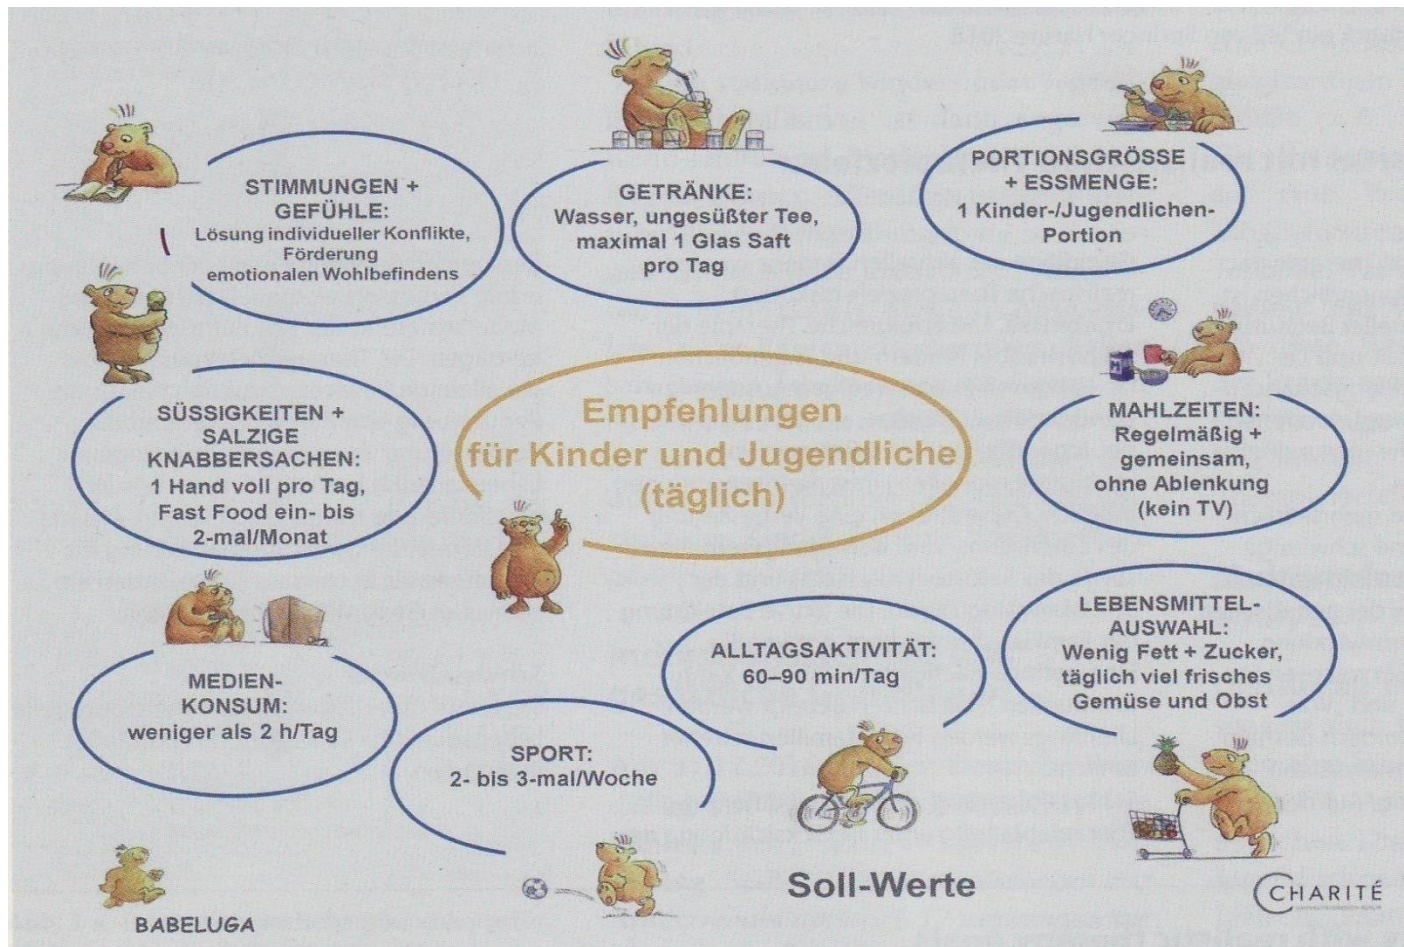 STIMMUNGEN +
GEFÜHLE:
Lösung individueller Konflikte,
Förderung
emotionalen Wohlbefindens
GETRÄNKE:
Wasser, ungesüßter Tee,
maximal 1 Glas Saft
pro Tag
PORTIONSGRÖSSE
+ ESSMENGE:
1 Kinder-/Jugendlichen-
Portion
SÜSSIGKEITEN +
SALZIGE
KNABBERSACHEN:
1 Hand voll pro Tag,
Fast Food ein- bis
2-mal/Monat
Empfehlungen
für Kinder und Jugendliche
(täglich)
MAHLZEITEN:
Regelmäßig +
gemeinsam,
ohne Ablenkung
(kein TV)
MEDIEN-
KONSUM:
weniger als 2 h/Tag
SPORT:
2- bis 3-mal/Woche
ALLTAGSAKTIVITÄT:
60–90 min/Tag
LEBENSMITTEL-
AUSWAHL:
Wenig Fett + Zucker,
täglich viel frisches
Gemüse und Obst
BABELUGA
Soll-Werte
CHARITÉ